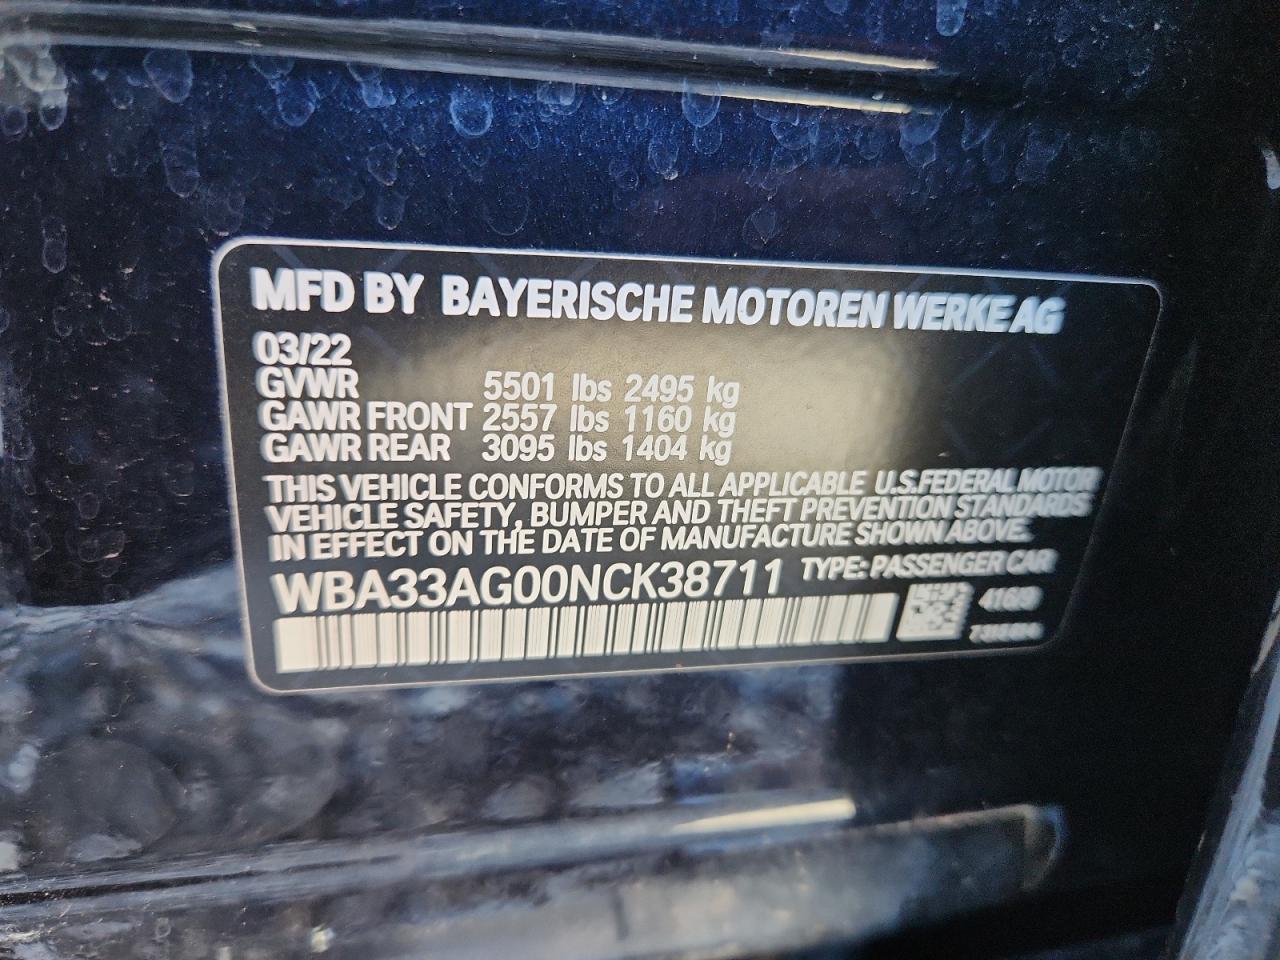 MFD BY BAYERISCHE MOTOREN WERKE AG
03/22
GVWR 5501 lbs 2495 kg
GAWR FRONT 2557 lbs 1160 kg
GAWR REAR 3095 lbs 1404 kg
THIS VEHICLE CONFORMS TO ALL APPLICABLE U.S.FEDERAL MOTOR
VEHICLE SAFETY, BUMPER AND THEFT PREVENTION STANDARDS
IN EFFECT ON THE DATE OF MANUFACTURE SHOWN ABOVE.
WBA33AG00NCK38711 TYPE: PASSENGER CAR